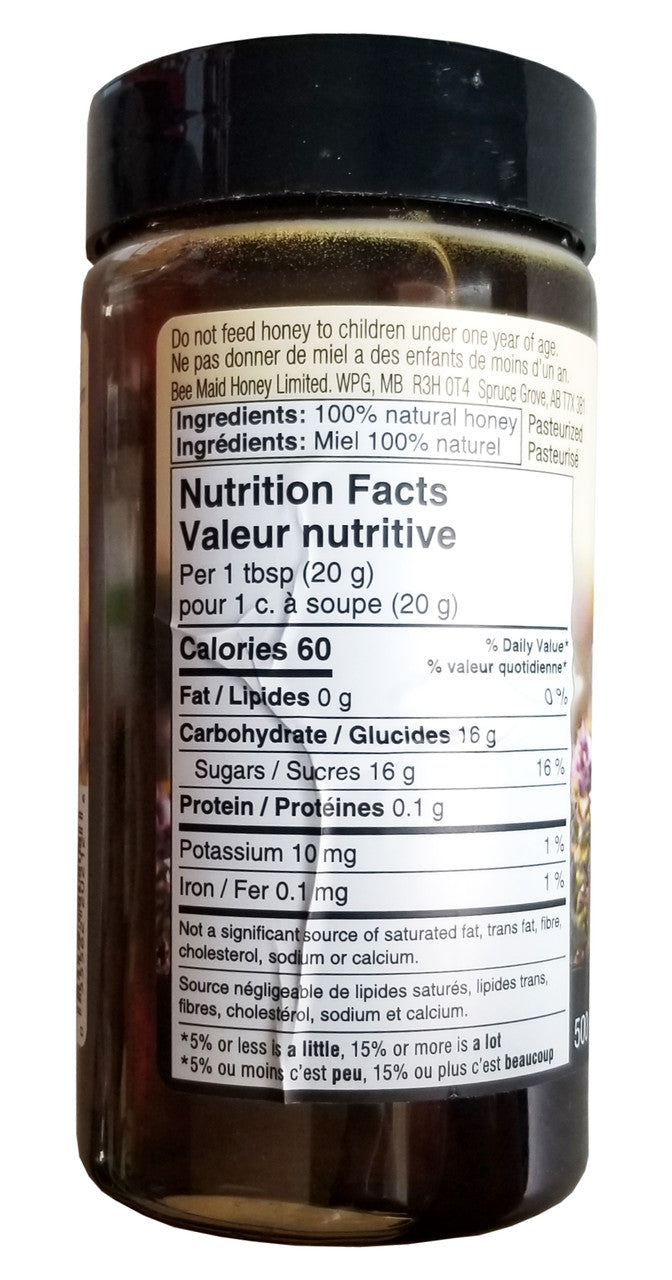 Do not feed honey to children under one year of age.
Ne pas donner de miel a des enfants de moins d'un an.
Bee Maid Honey Limited. WPG, MB R3H 0T4 Spruce Grove, AB T7X 3B1
Ingredients: 100% natural honey
Ingrédients: Miel 100% naturel
Pasteurized
Pasteurisé
Nutrition Facts
Valeur nutritive
Per 1 tbsp (20 g)
pour 1 c. à soupe (20 g)
Calories 60
% Daily Value*
% valeur quotidienne*
Fat / Lipides 0 g 0 %
Carbohydrate / Glucides 16 g
Sugars / Sucres 16 g 16 %
Protein / Protéines 0.1 g
Potassium 10 mg 1 %
Iron / Fer 0.1 mg 1 %
Not a significant source of saturated fat, trans fat, fibre,
cholesterol, sodium or calcium.
Source négligeable de lipides saturés, lipides trans,
fibres, cholestérol, sodium et calcium.
*5% or less is a little, 15% or more is a lot
*5% ou moins c'est peu, 15% ou plus c'est beaucoup